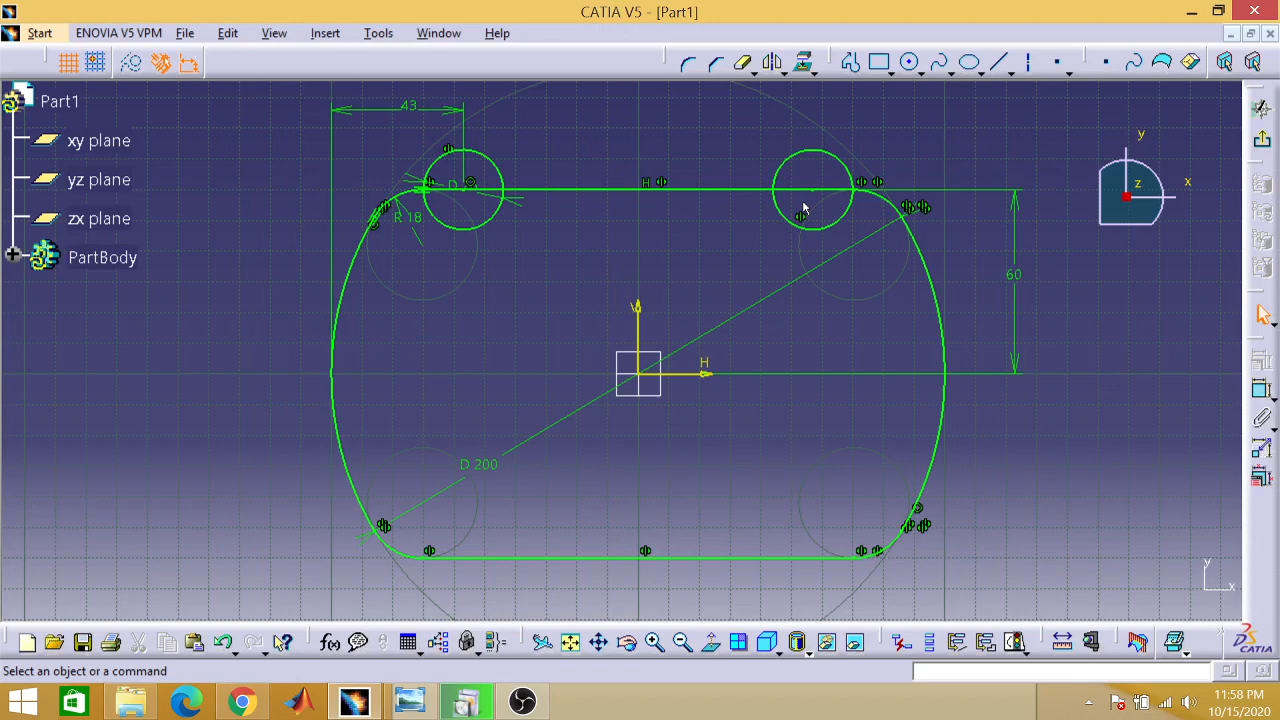 CATIA V5 - [Part1]
Start ENOVIA V5 VPM File Edit View Insert Tools Window Help
Part1
xy plane
yz plane
zx plane
PartBody
43
H
D
R 18
60
V
H
D 200
y
x
z
y
x
f(x)
CATIA
Select an object or a command
11:58 PM
10/15/2020